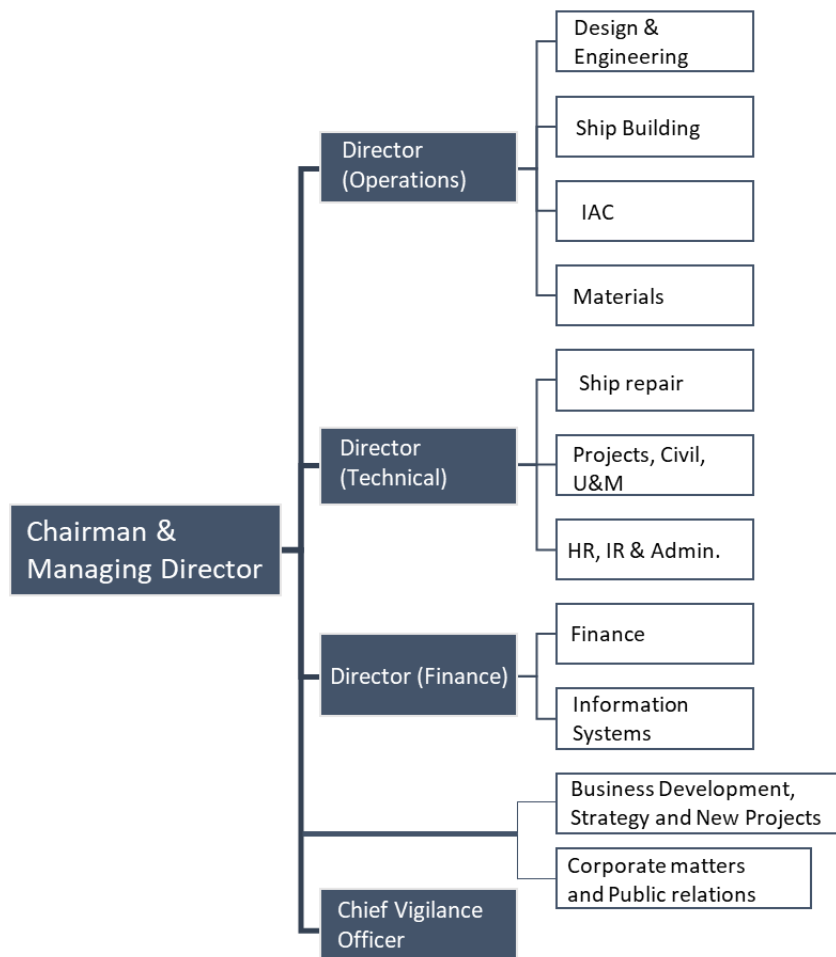 Chairman &
Managing Director
Director
(Operations)
Design &
Engineering
Ship Building
IAC
Materials
Director
(Technical)
Ship repair
Projects, Civil,
U&M
HR, IR & Admin.
Director (Finance)
Finance
Information
Systems
Business Development,
Strategy and New Projects
Corporate matters
and Public relations
Chief Vigilance
Officer